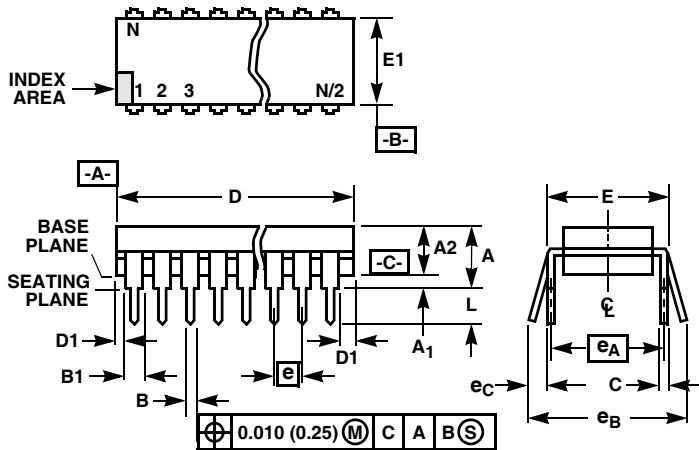 N
E1
INDEX
AREA
1 2 3 N/2
-B-
-A-
D
E
BASE
PLANE
A2
A
-C-
SEATING
PLANE
L
C
L
D1
A1
D1
eA
B1
e
eC
C
B
eB
0.010 (0.25) M C A B S